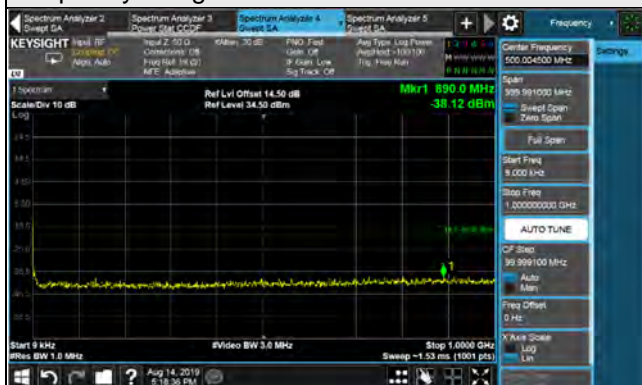 Spectrum Analyzer 2
Swept SA
Spectrum Analyzer 3
Power Stat CCDF
Spectrum Analyzer 4
Swept SA
Spectrum Analyzer 5
Swept SA
Frequency
KEYSIGHT
Input: RF
Align: Auto
Input Z: 50 Ω
Corrections: Off
Freq Ref: Int (S)
NFE: Adaptive
#Atten: 30 dB
PNO: Fast
Gate: Off
IF Gain: Low
Sig Track: Off
Avg Type: Log-Power
Avg|Hold: >100/100
Trig: Free Run
1 Spectrum
Scale/Div 10 dB
Log
Ref Lvl Offset 14.50 dB
Ref Level 34.50 dBm
Mkr1 890.0 MHz
-38.12 dBm
1
Start 9 kHz
#Res BW 1.0 MHz
#Video BW 3.0 MHz
Stop 1.0000 GHz
Sweep ~1.53 ms (1001 pts)
Center Frequency
500.004500 MHz
Settings
Span
999.991000 MHz
Swept Span
Zero Span
Full Span
Start Freq
9.000 kHz
Stop Freq
1.000000000 GHz
AUTO TUNE
CF Step
99.999100 MHz
Auto
Man
Freq Offset
0 Hz
X Axis Scale
Log
Lin
Aug 14, 2019
5:18:36 PM